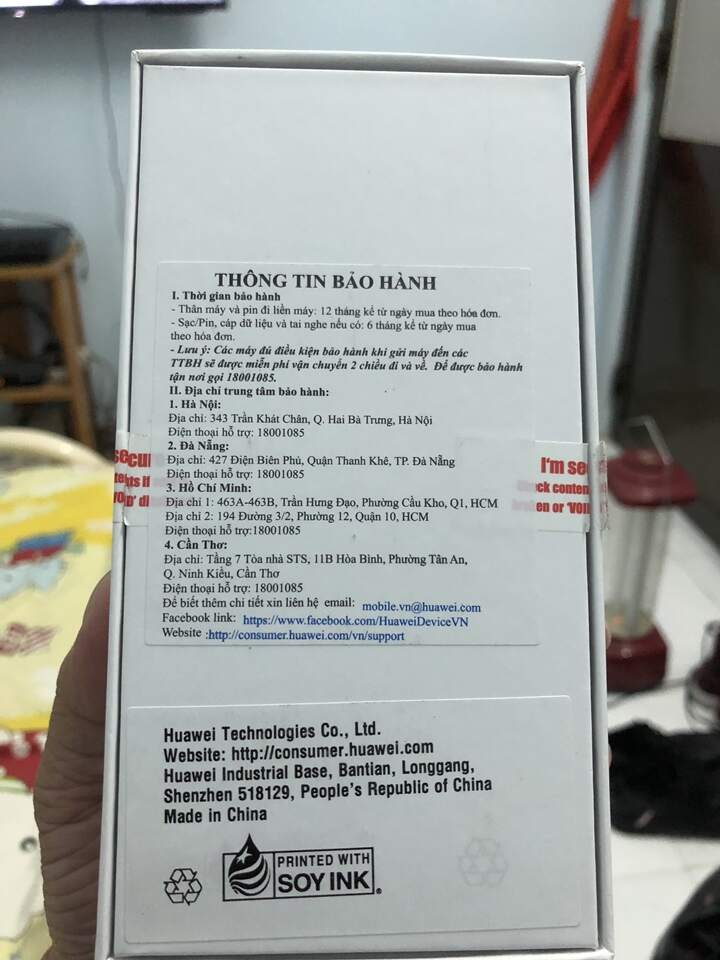 THÔNG TIN BẢO HÀNH
I. Thời gian bảo hành
- Thân máy và pin đi liền máy: 12 tháng kể từ ngày mua theo hóa đơn.
- Sạc/Pin, cáp dữ liệu và tai nghe nếu có: 6 tháng kể từ ngày mua
theo hóa đơn.
- Lưu ý: Các máy đủ điều kiện bảo hành khi gửi máy đến các
TTBH sẽ được miễn phí vận chuyển 2 chiều đi và về. Để được bảo hành
tận nơi gọi 18001085.
II. Địa chỉ trung tâm bảo hành:
1. Hà Nội:
Địa chỉ: 343 Trần Khát Chân, Q. Hai Bà Trưng, Hà Nội
Điện thoại hỗ trợ: 18001085
2. Đà Nẵng:
Địa chỉ: 427 Điện Biên Phủ, Quận Thanh Khê, TP. Đà Nẵng
Điện thoại hỗ trợ: 18001085
3. Hồ Chí Minh:
Địa chỉ 1: 463A-463B, Trần Hưng Đạo, Phường Cầu Kho, Q1, HCM
Địa chỉ 2: 194 Đường 3/2, Phường 12, Quận 10, HCM
Điện thoại hỗ trợ:18001085
4. Cần Thơ:
Địa chỉ: Tầng 7 Tòa nhà STS, 11B Hòa Bình, Phường Tân An,
Q. Ninh Kiều, Cần Thơ
Điện thoại hỗ trợ: 18001085
Để biết thêm chi tiết xin liên hệ email: mobile.vn@huawei.com
Facebook link: https://www.facebook.com/HuaweiDeviceVN
Website :http://consumer.huawei.com/vn/support
I'm se
conten
en or 'VOI
Huawei Technologies Co., Ltd.
Website: http://consumer.huawei.com
Huawei Industrial Base, Bantian, Longgang,
Shenzhen 518129, People's Republic of China
Made in China
PRINTED WITH
SOY INK